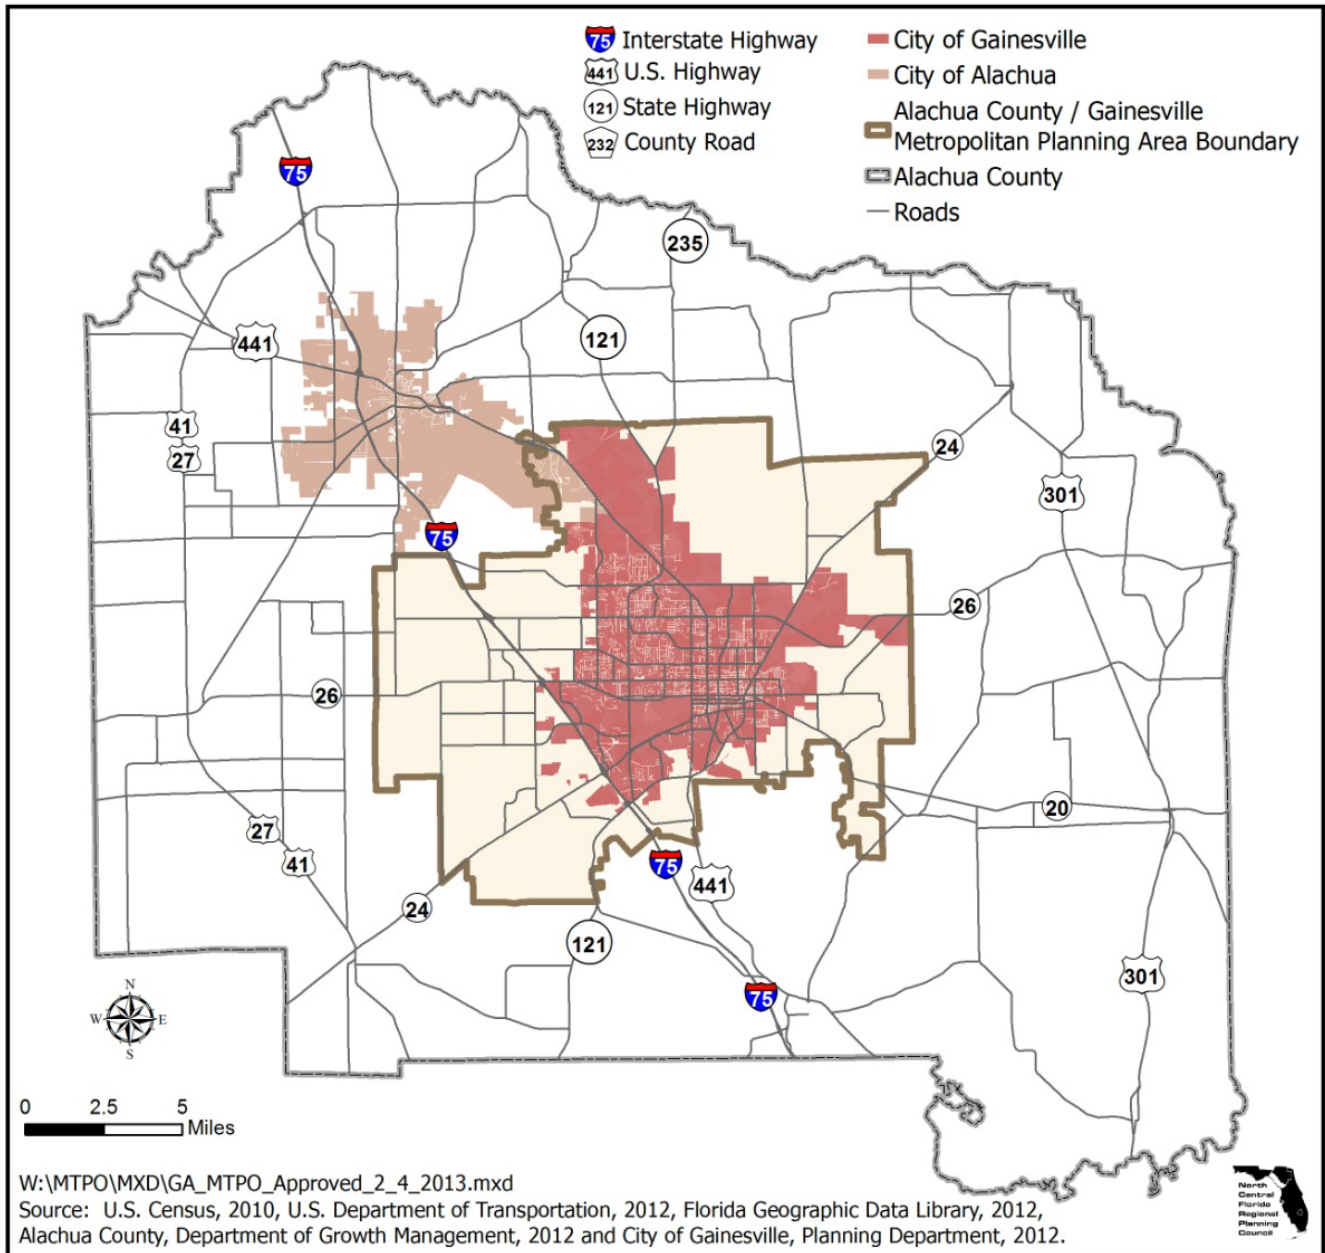 75 Interstate Highway
441 U.S. Highway
121 State Highway
232 County Road
City of Gainesville
City of Alachua
Alachua County / Gainesville
Metropolitan Planning Area Boundary
Alachua County
Roads
75
235
441
121
41
27
24
301
75
26
26
20
27
41
75
441
24
121
301
75
N
W
E
S
0 2.5 5
Miles
W:\MTPO\MXD\GA_MTPO_Approved_2_4_2013.mxd
Source: U.S. Census, 2010, U.S. Department of Transportation, 2012, Florida Geographic Data Library, 2012,
Alachua County, Department of Growth Management, 2012 and City of Gainesville, Planning Department, 2012.
North
Central
Florida
Regional
Planning
Council